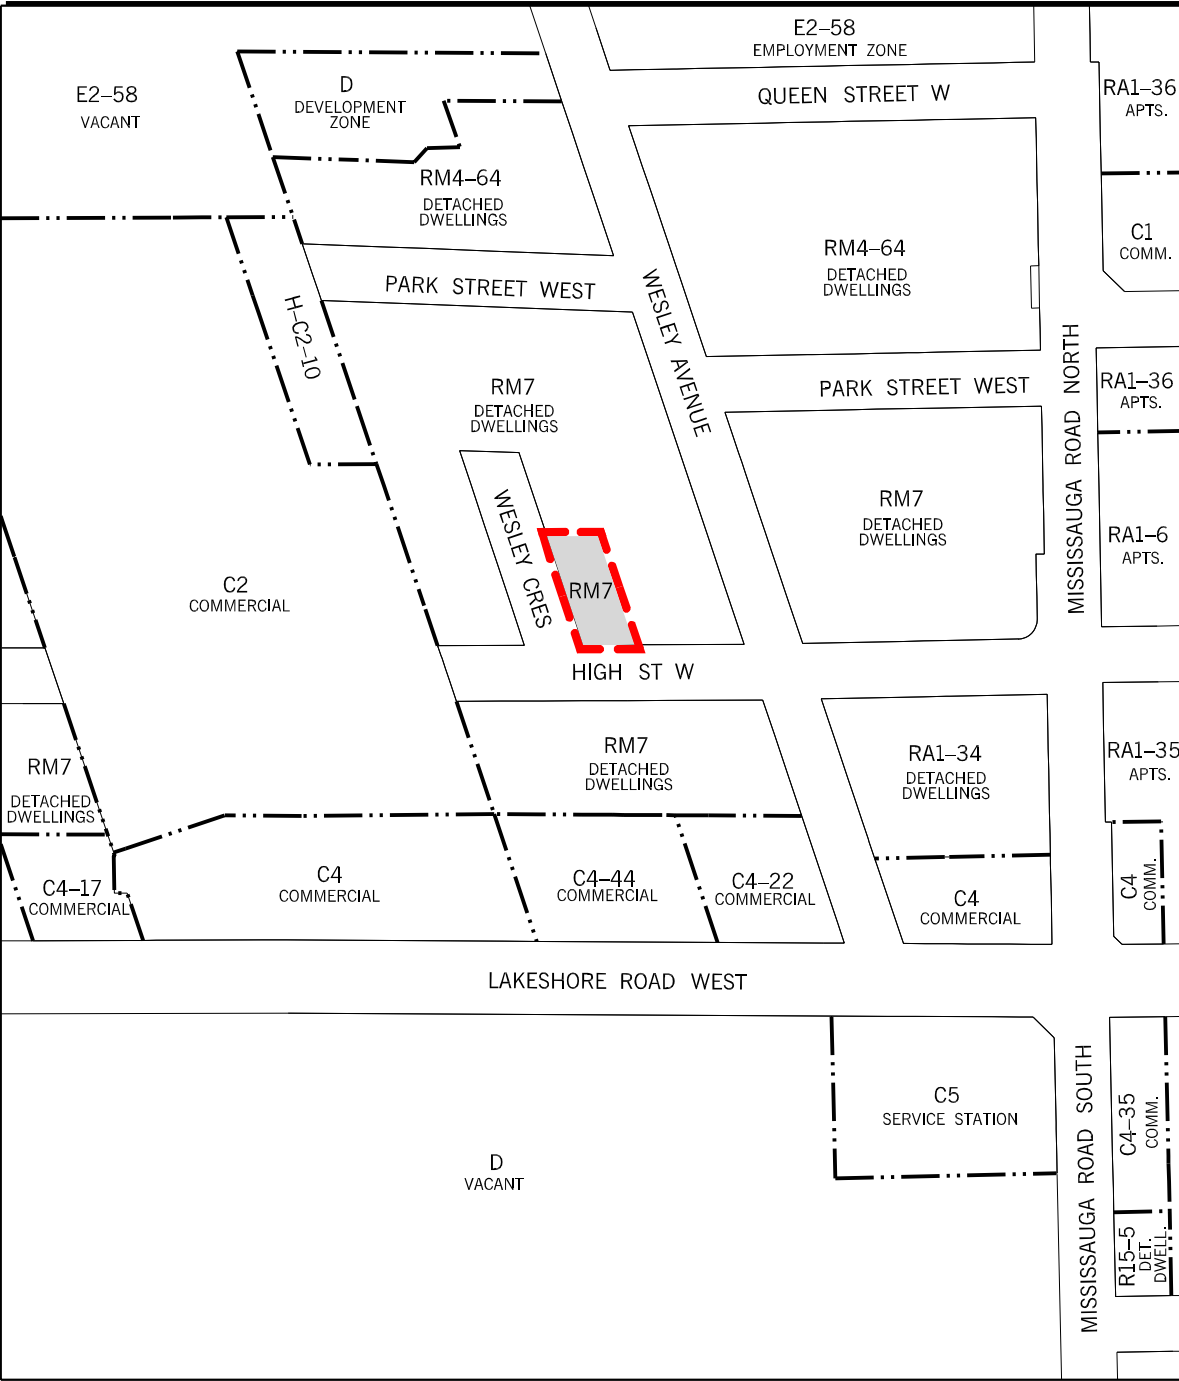 E2–58
EMPLOYMENT ZONE
E2–58
VACANT
D
DEVELOPMENT
ZONE
QUEEN STREET W
RA1–36
APTS.
RM4–64
DETACHED
DWELLINGS
RM4–64
DETACHED
DWELLINGS
C1
COMM.
PARK STREET WEST
WESLEY AVENUE
H–C2–10
MISSISSAUGA ROAD NORTH
RM7
DETACHED
DWELLINGS
PARK STREET WEST
RA1–36
APTS.
WESLEY CRES
RM7
DETACHED
DWELLINGS
RA1–6
APTS.
C2
COMMERCIAL
RM7
HIGH ST W
RM7
DETACHED
DWELLINGS
RM7
DETACHED
DWELLINGS
RA1–34
DETACHED
DWELLINGS
RA1–35
APTS.
C4–17
COMMERCIAL
C4
COMMERCIAL
C4–44
COMMERCIAL
C4–22
COMMERCIAL
C4
COMMERCIAL
C4
COMM.
LAKESHORE ROAD WEST
C5
SERVICE STATION
MISSISSAUGA ROAD SOUTH
C4–35
COMM.
D
VACANT
R15–5
DET.
DWELL.